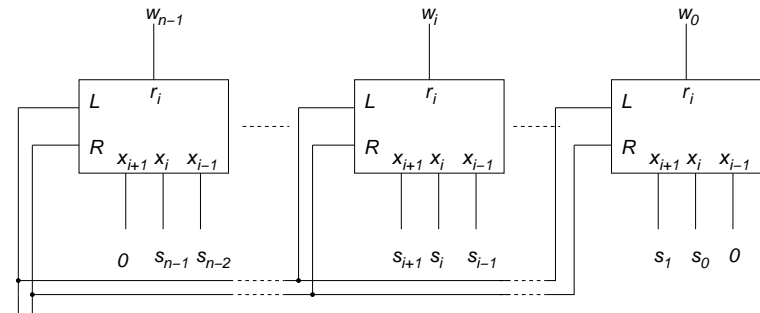 w_{n-1} w_i w_0
r_i r_i r_i
L L L
R R R
x_{i+1} x_i x_{i-1} x_{i+1} x_i x_{i-1} x_{i+1} x_i x_{i-1}
0 s_{n-1} s_{n-2} s_{i+1} s_i s_{i-1} s_1 s_0 0